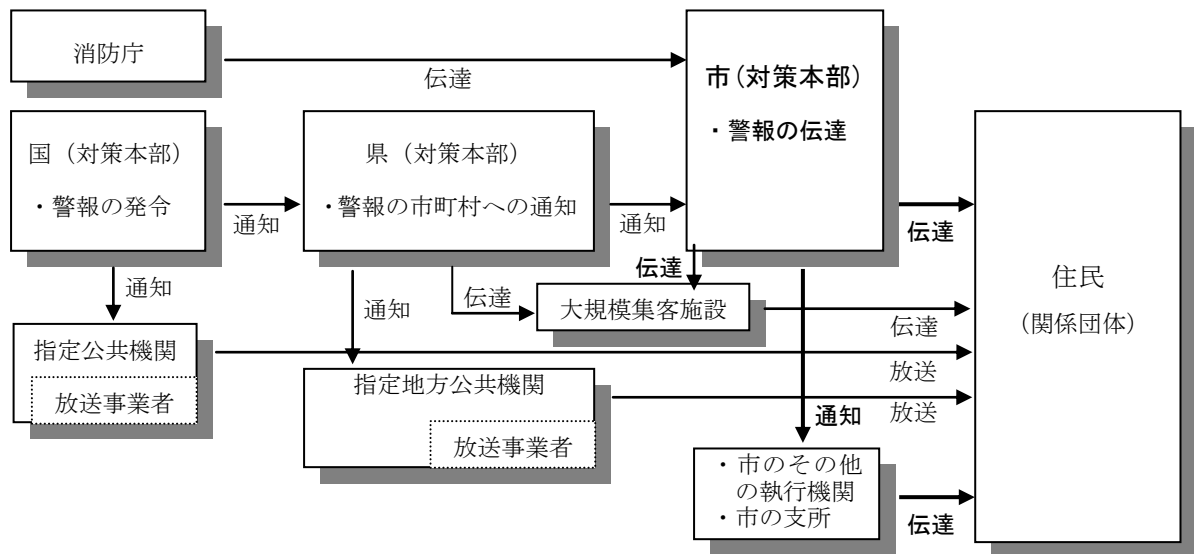 消防庁
伝達
市（対策本部）
・警報の伝達
国（対策本部）
・警報の発令
通知
県（対策本部）
・警報の市町村への通知
通知
伝達
住民
（関係団体）
通知
通知
伝達
伝達
大規模集客施設
伝達
指定公共機関
放送事業者
放送
指定地方公共機関
放送事業者
放送
通知
・市のその他
の執行機関
・市の支所
伝達